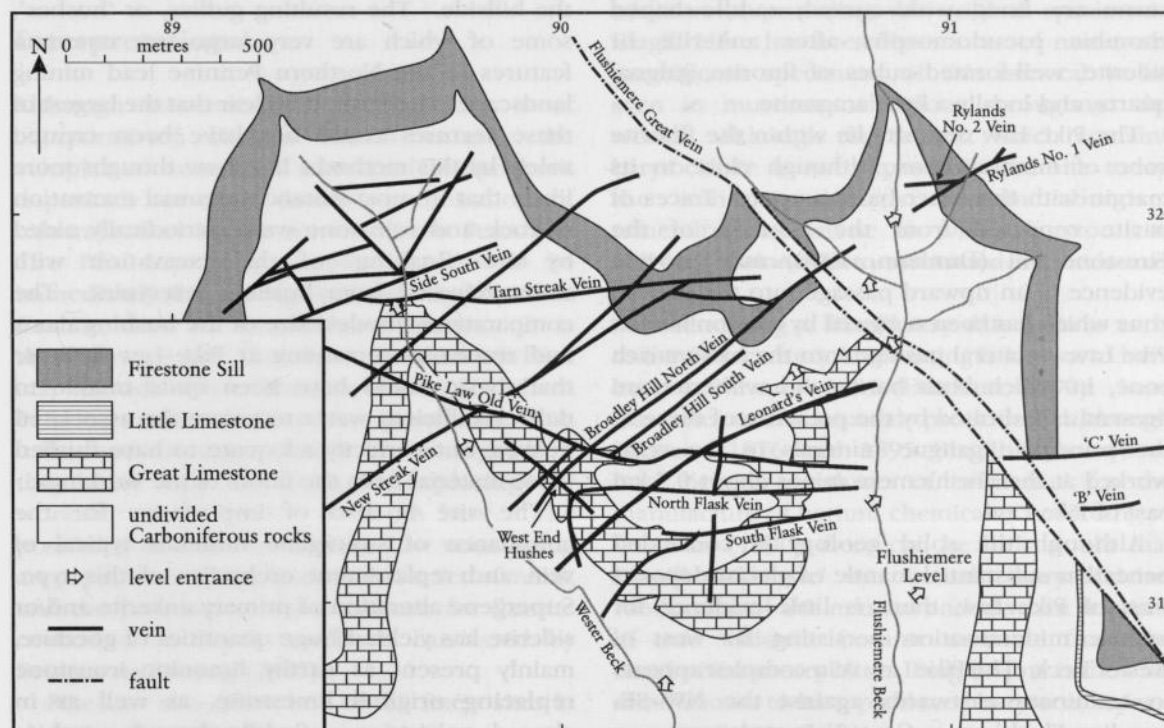 89
90
91
N
0 metres 500
Flushiemere Great Vein
Rylands
No. 2 Vein
Rylands No. 1 Vein
32
Side South Vein
Tarn Streak Vein
Firestone Sill
Little Limestone
Great Limestone
undivided
Carboniferous rocks
level entrance
vein
fault
Pike Law Old Vein
New Streak Vein
Broadley Hill North Vein
Broadley Hill South Vein
Leonard's Vein
'C' Vein
'B' Vein
North Flask Vein
South Flask Vein
West End
Hushes
Flushiemere
Level
31
Wester Beck
Flushiemere Beck